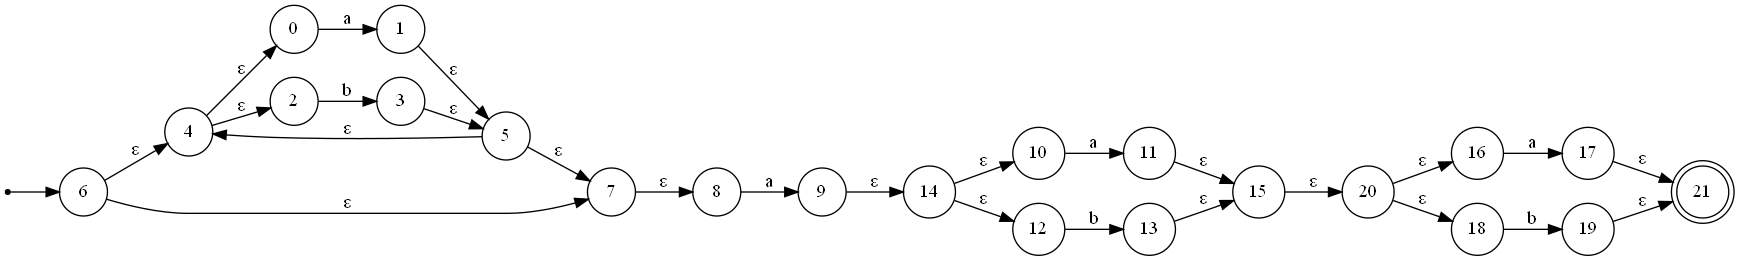 0 a 1
ε ε
2 b 3
ε ε
4 ε 5
ε ε
6 ε 7 ε 8 a 9 ε 14
ε 10 a 11 ε
ε 12 b 13 ε
15 ε 20
ε 16 a 17 ε
ε 18 b 19 ε
21